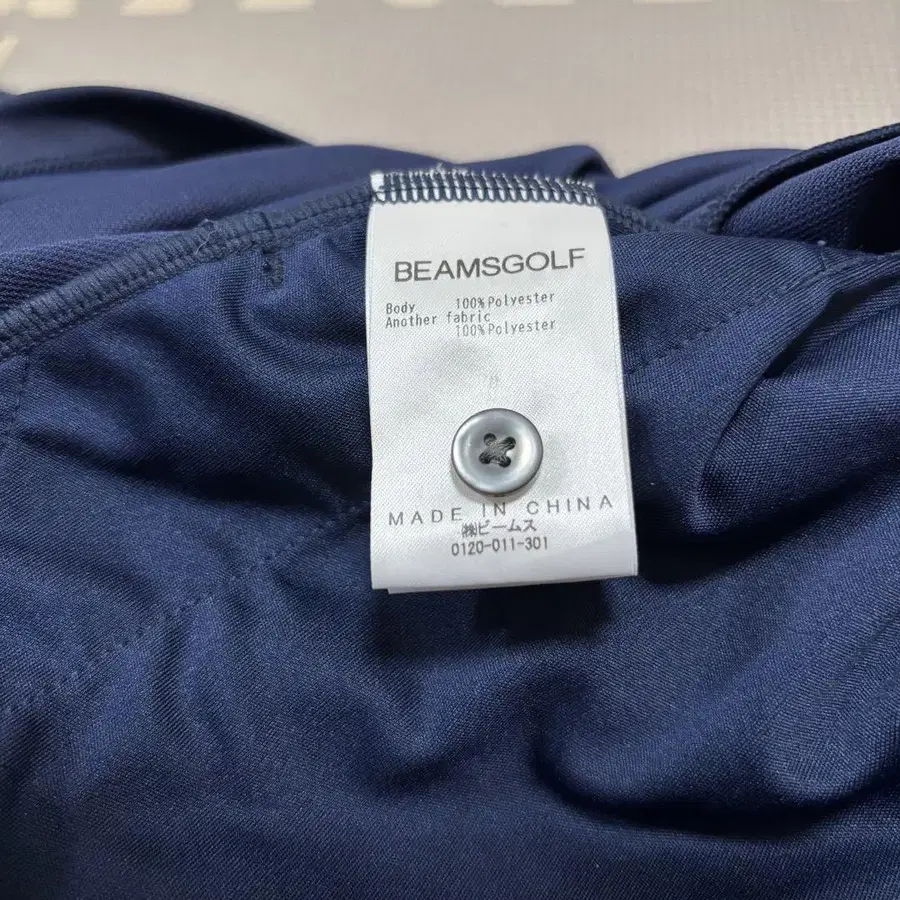 BEAMSGOLF
Body 100%Polyester
Another fabric
100%Polyester
MADE IN CHINA
㈱ビームス
0120-011-301